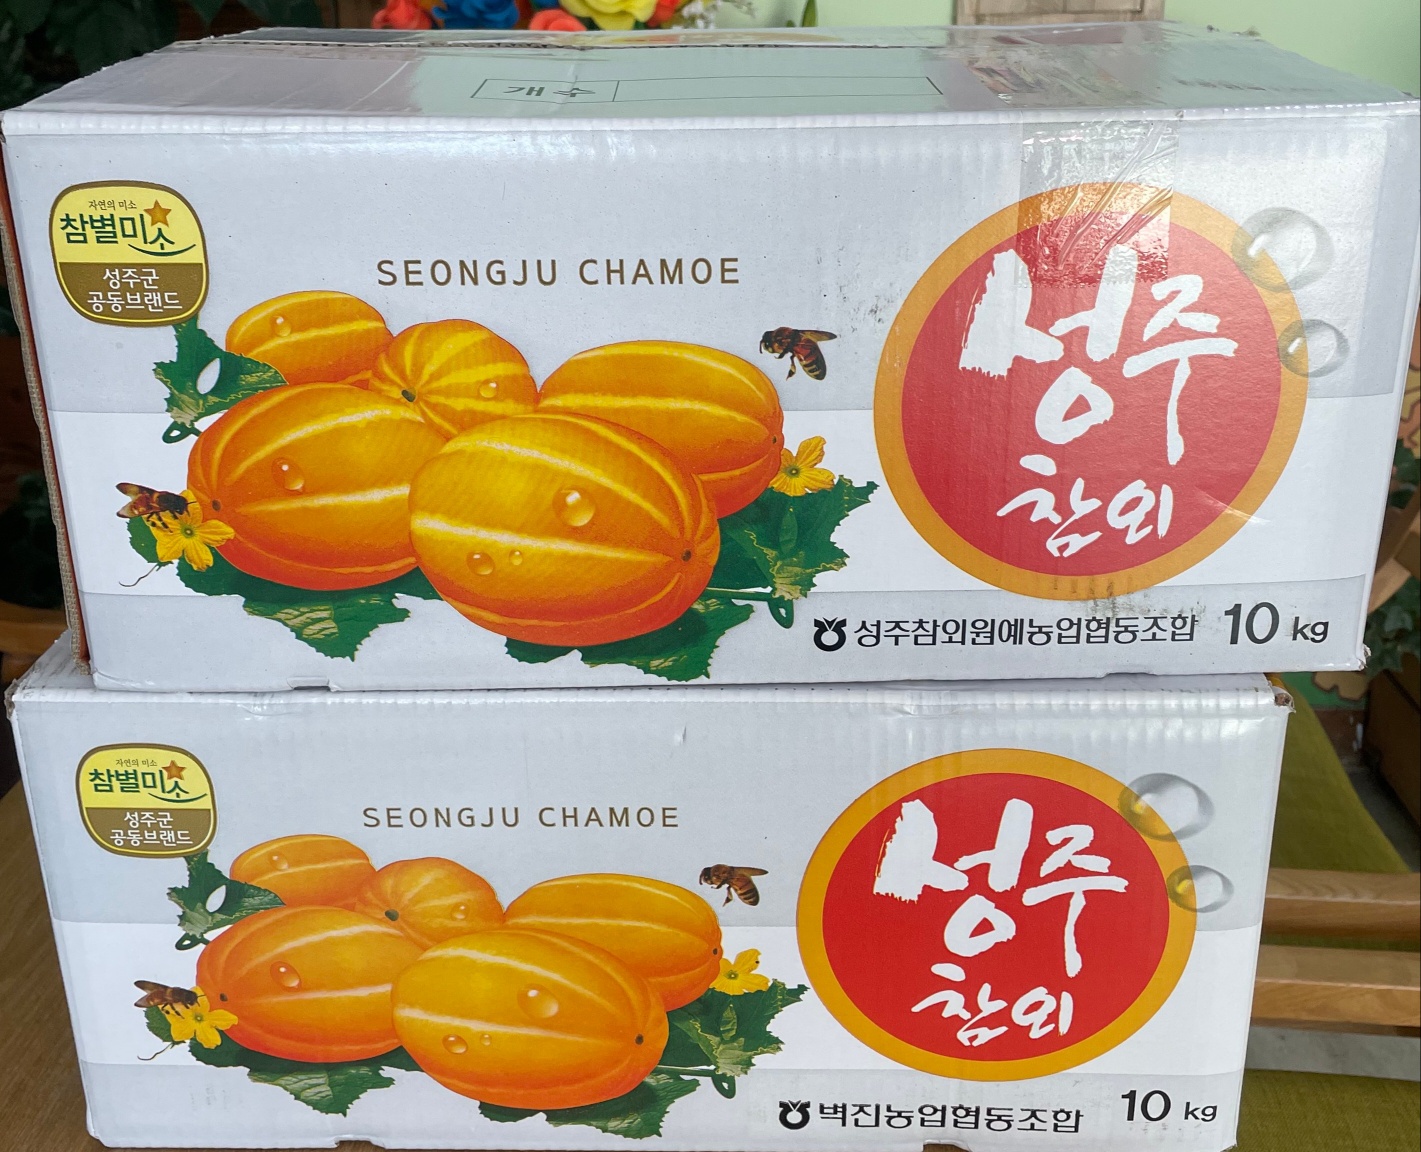 개 수
자연의 미소
참별미소
성주군
공동브랜드
SEONGJU CHAMOE
성주
참외
성주참외원예농업협동조합 10 kg
자연의 미소
참별미소
성주군
공동브랜드
SEONGJU CHAMOE
성주
참외
벽진농업협동조합 10 kg